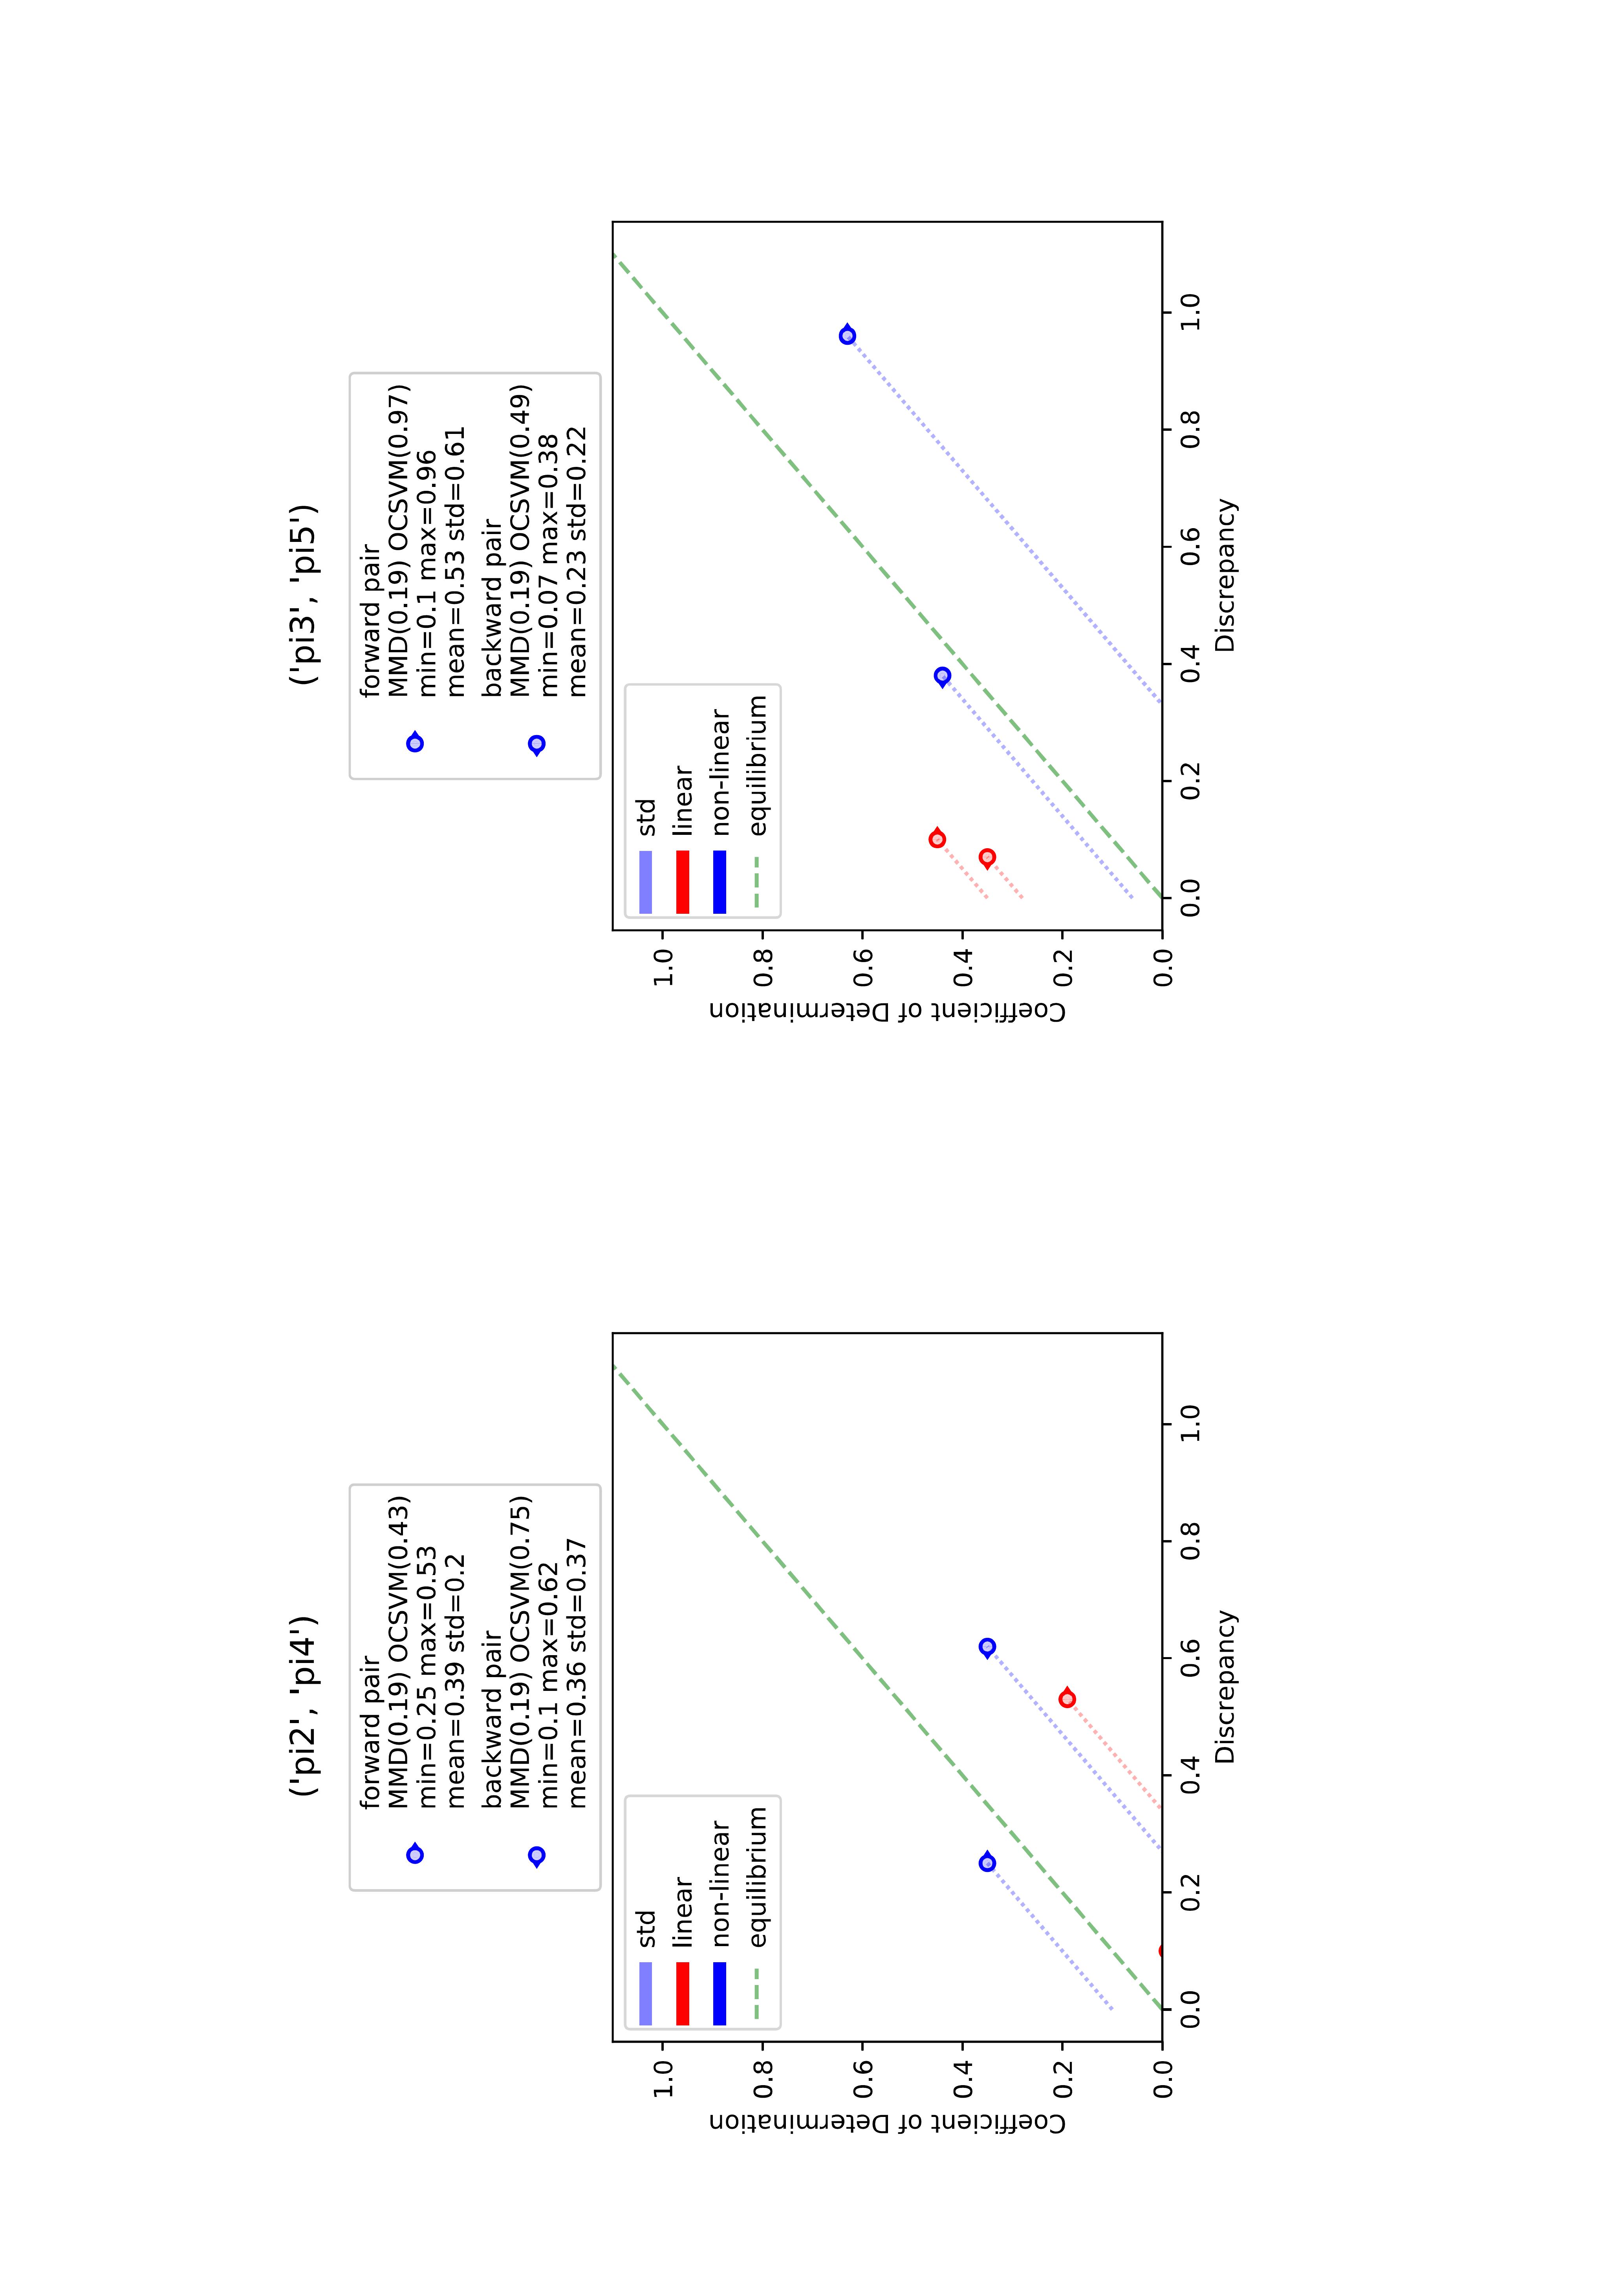 ('pi2', 'pi4')
forward pair
MMD(0.19) OCSVM(0.43)
min=0.25 max=0.53
mean=0.39 std=0.2
backward pair
MMD(0.19) OCSVM(0.75)
min=0.1 max=0.62
mean=0.36 std=0.37
std
linear
non-linear
equilibrium
1.0
0.8
0.6
0.4
0.2
0.0
Coefficient of Determination
0.0 0.2 0.4 0.6 0.8 1.0
Discrepancy
('pi3', 'pi5')
forward pair
MMD(0.19) OCSVM(0.97)
min=0.1 max=0.96
mean=0.53 std=0.61
backward pair
MMD(0.19) OCSVM(0.49)
min=0.07 max=0.38
mean=0.23 std=0.22
std
linear
non-linear
equilibrium
1.0
0.8
0.6
0.4
0.2
0.0
Coefficient of Determination
0.0 0.2 0.4 0.6 0.8 1.0
Discrepancy